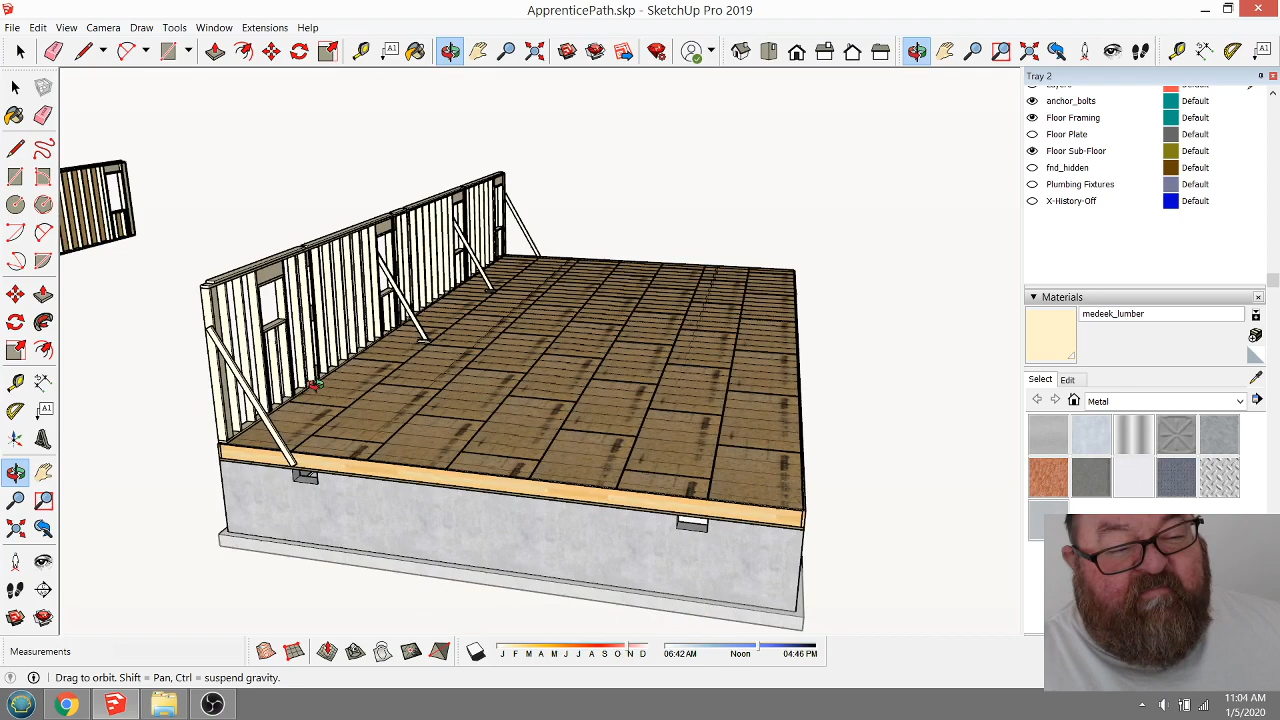 ApprenticePath.skp - SketchUp Pro 2019
File Edit View Camera Draw Tools Window Extensions Help
A1
A1
Tray 2
anchor_bolts Default
Floor Framing Default
Floor Plate Default
Floor Sub-Floor Default
fnd_hidden Default
Plumbing Fixtures Default
X-History-Off Default
Materials
medeek_lumber
Select Edit
Metal
A1
Measurements
J F M A M J J A S O N D
06:42 AM Noon 04:46 PM
Drag to orbit. Shift = Pan, Ctrl = suspend gravity.
11:04 AM
1/5/2020